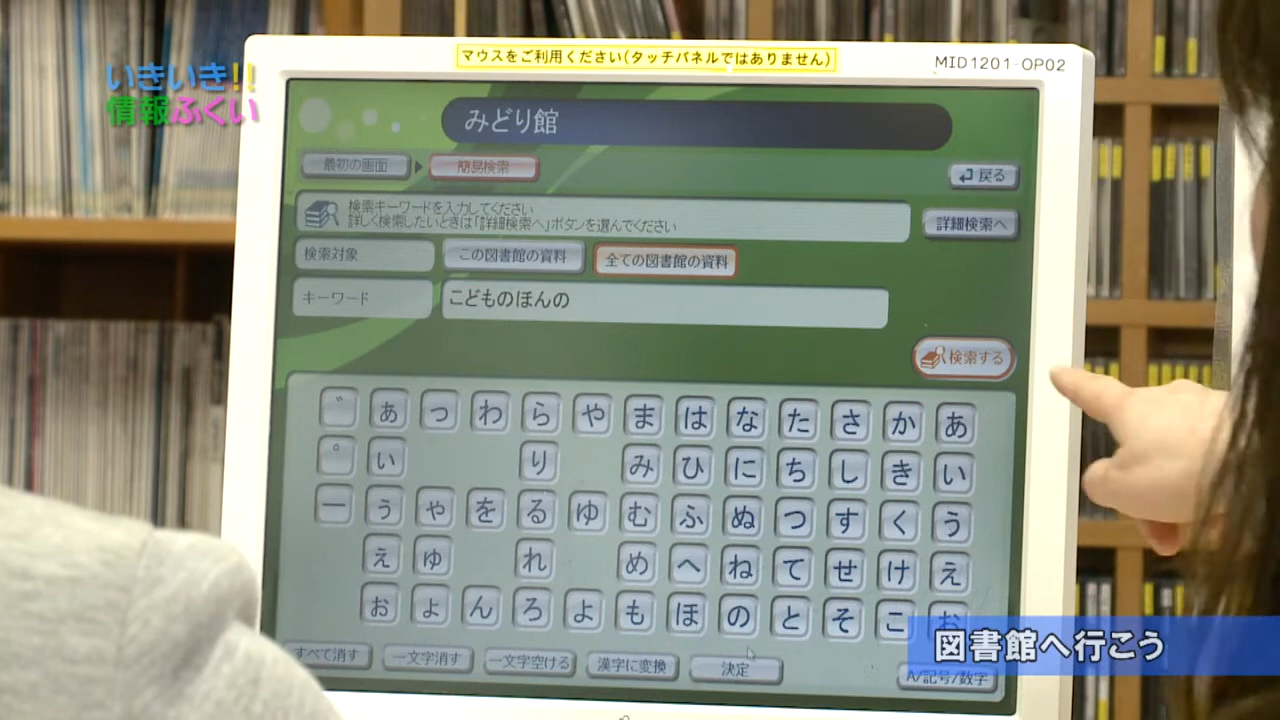 いきいき!!
情報ふくい
マウスをご利用ください(タッチパネルではありません)
MID1201-OP02
みどり館
最初の画面
簡易検索
戻る
検索キーワードを入力してください
詳しく検索したいときは「詳細検索へ」ボタンを選んでください
詳細検索へ
検索対象
この図書館の資料
全ての図書館の資料
キーワード
こどものほんの
検索する
゛ ぁ っ わ ら や ま は な た さ か あ
゜ ぃ り み ひ に ち し き い
ー ぅ ゃ を る ゆ む ふ ぬ つ す く う
ぇ ゅ れ め へ ね て せ け え
ぉ ょ ん ろ よ も ほ の と そ こ お
すべて消す
一文字消す
一文字空ける
漢字に変換
決定
A/記号/数字
図書館へ行こう